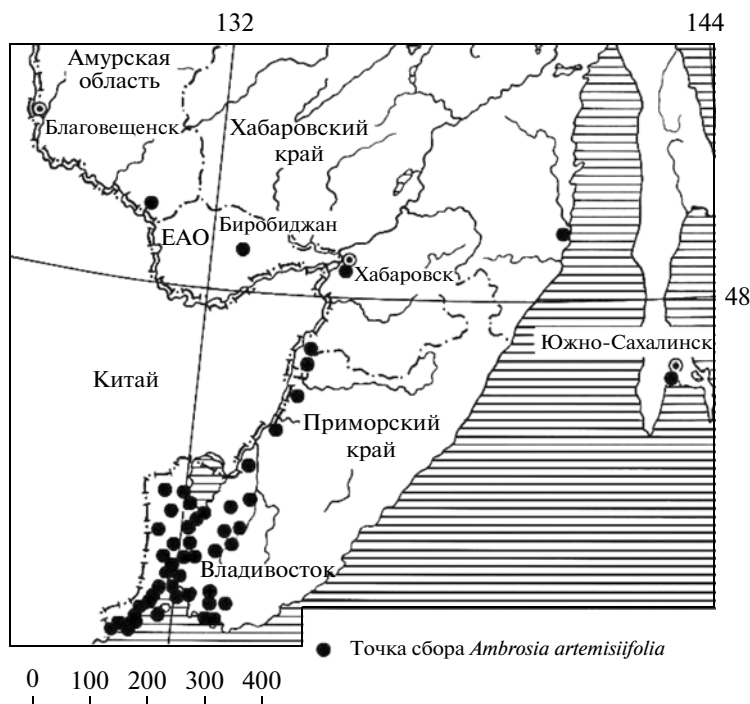 132
144
Амурская
область
Благовещенск
Хабаровский
край
Биробиджан
ЕАО
Хабаровск
48
Южно-Сахалинск
Китай
Приморский
край
Владивосток
Точка сбора Ambrosia artemisiifolia
0 100 200 300 400